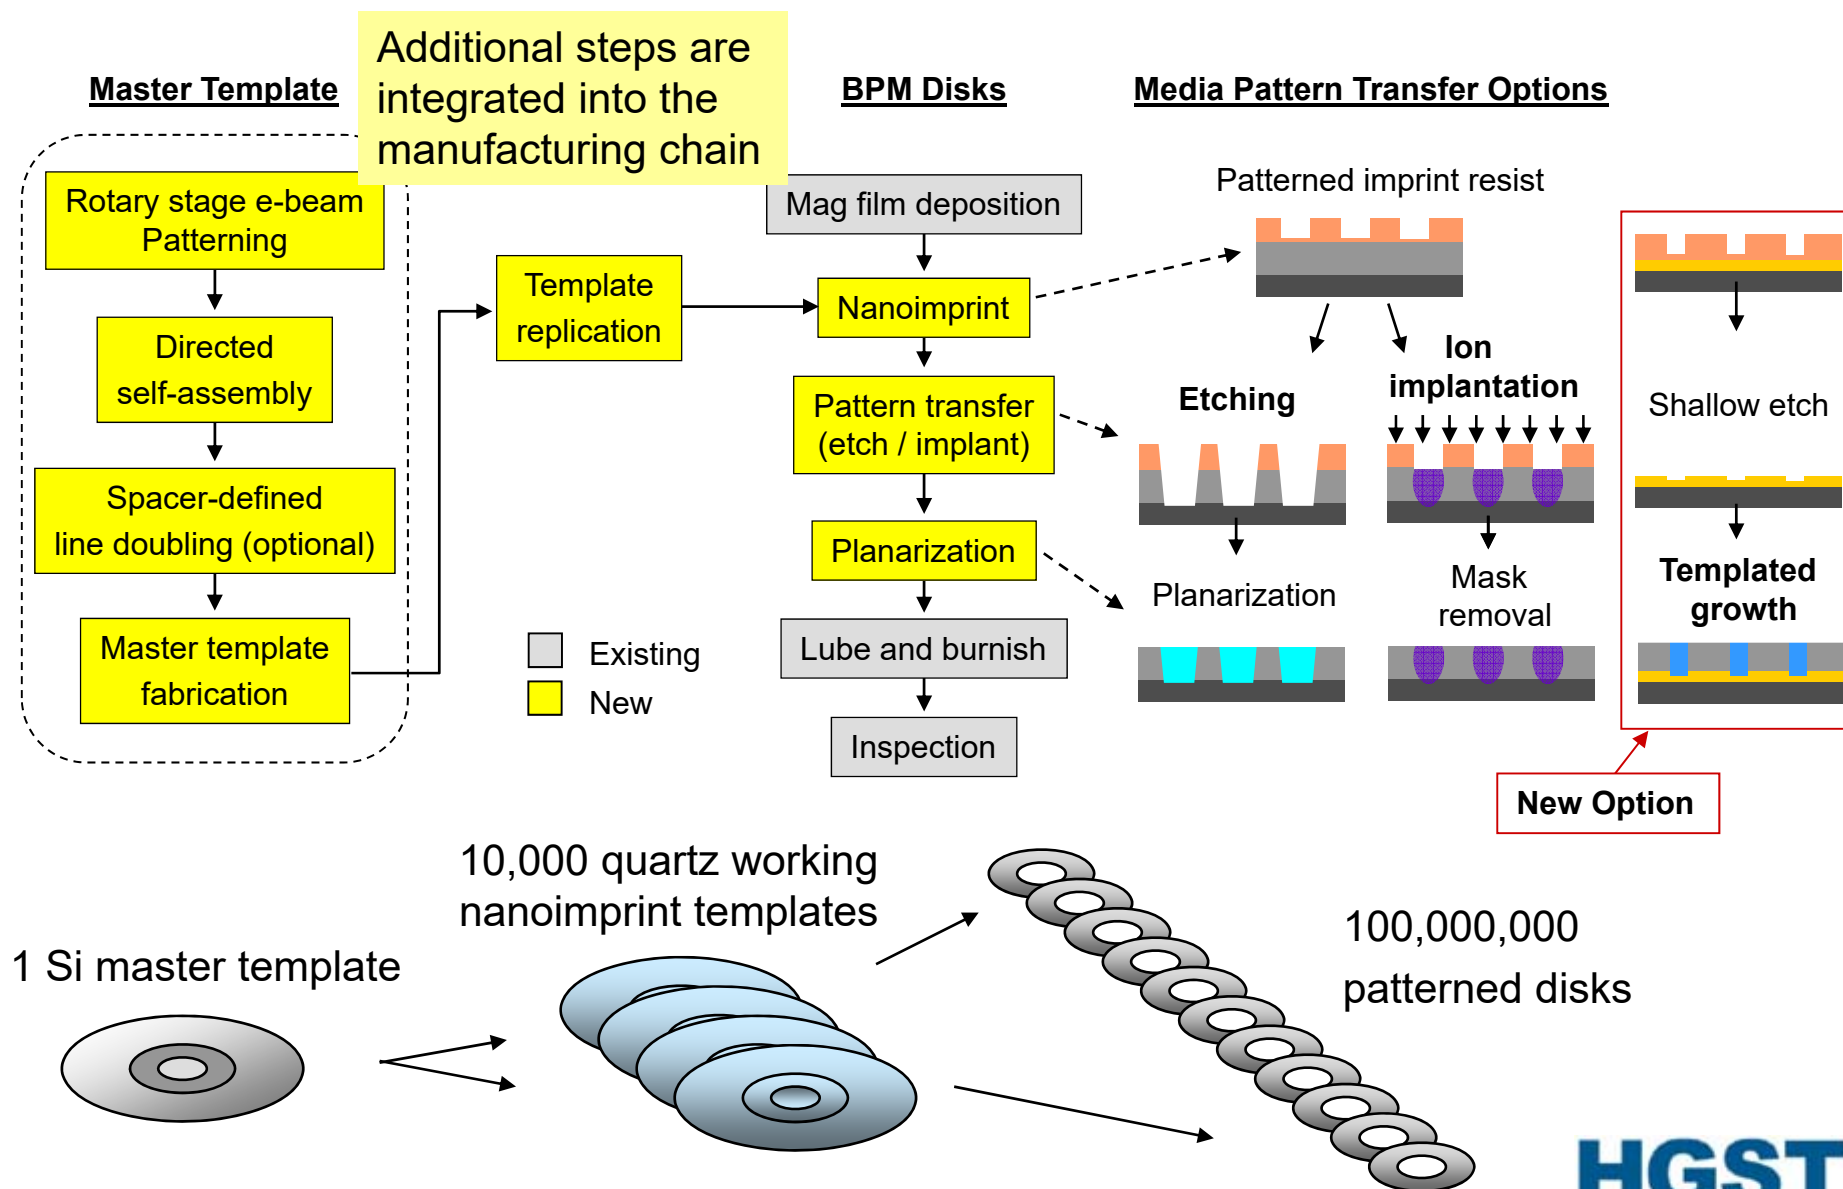 Additional steps are
integrated into the
manufacturing chain
Master Template
Rotary stage e-beam
Patterning
Directed
self-assembly
Spacer-defined
line doubling (optional)
Master template
fabrication
Template
replication
Existing
New
BPM Disks
Mag film deposition
Nanoimprint
Pattern transfer
(etch / implant)
Planarization
Lube and burnish
Inspection
Media Pattern Transfer Options
Patterned imprint resist
Etching
Ion
implantation
Planarization
Mask
removal
Shallow etch
Templated
growth
New Option
1 Si master template
10,000 quartz working
nanoimprint templates
100,000,000
patterned disks
HGST